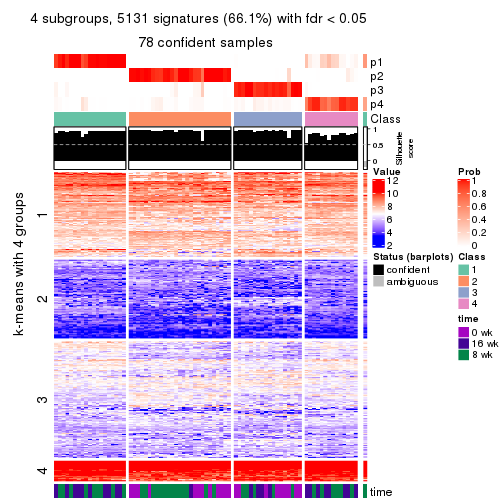 4 subgroups, 5131 signatures (66.1%) with fdr < 0.05
78 confident samples
p1
p2
p3
p4
Class
1
0.5
0
Silhouette
score
k-means with 4 groups
1
2
3
4
time
Value
12
10
8
6
4
2
Prob
1
0.8
0.6
0.4
0.2
0
Status (barplots)
confident
ambiguous
Class
1
2
3
4
time
0 wk
16 wk
8 wk